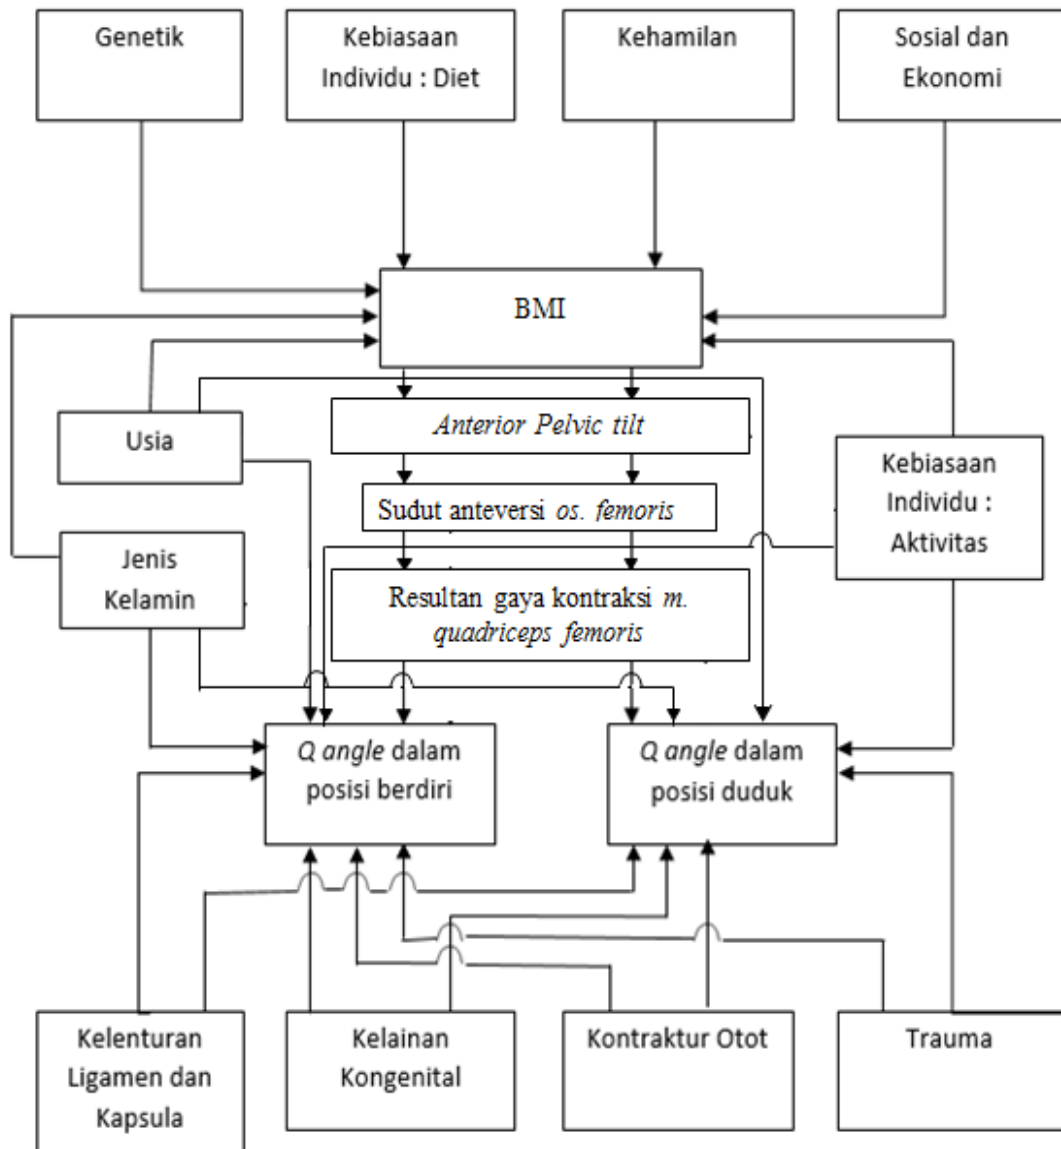 Genetik
Kebiasaan
Individu : Diet
Kehamilan
Sosial dan
Ekonomi
BMI
Anterior Pelvic tilt
Usia
Sudut anteversi os. femoris
Kebiasaan
Individu :
Aktivitas
Jenis
Kelamin
Resultan gaya kontraksi m.
quadriceps femoris
Q angle dalam
posisi berdiri
Q angle dalam
posisi duduk
Kelenturan
Ligamen dan
Kapsula
Kelainan
Kongenital
Kontraktur Otot
Trauma